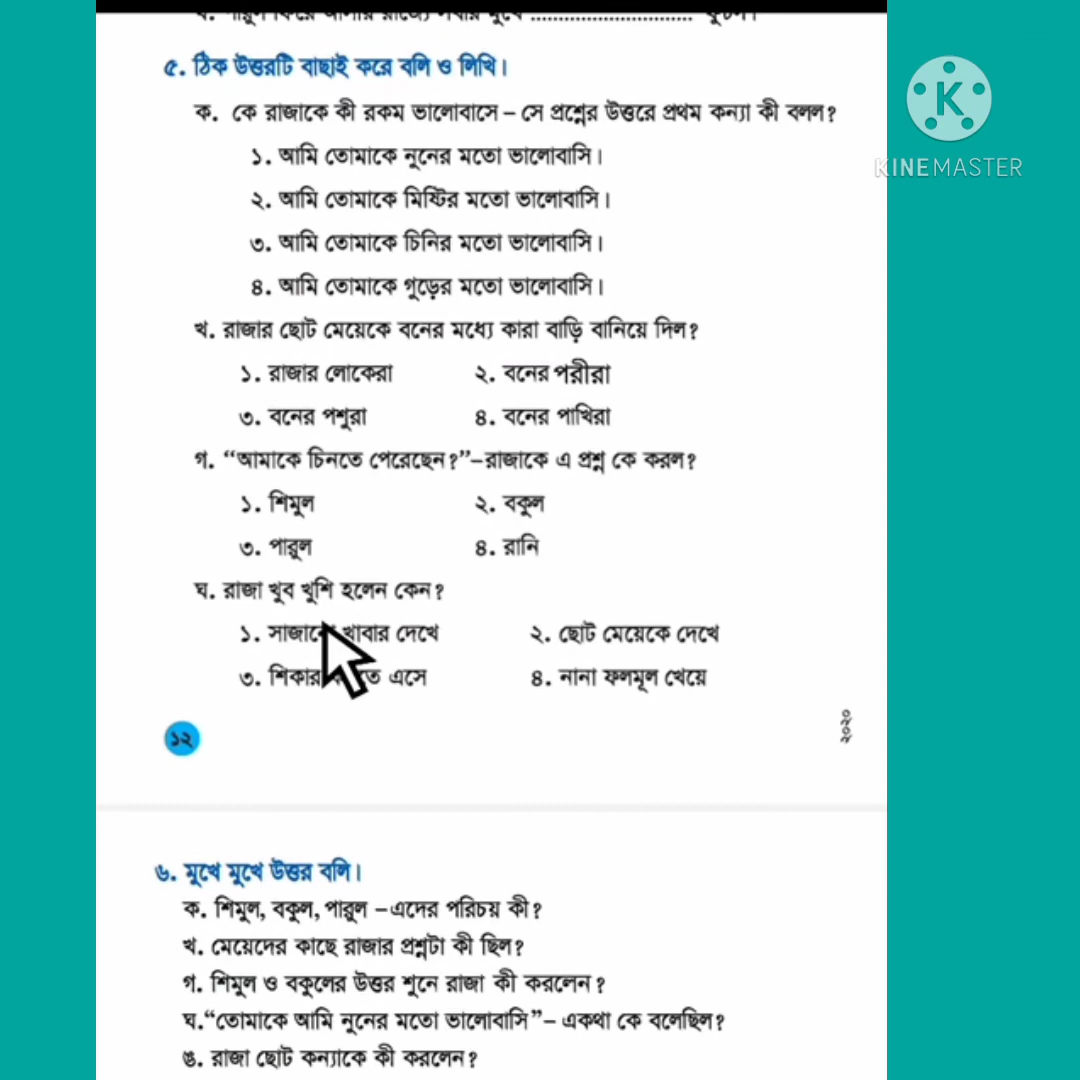 ৫. ঠিক উত্তরটি বাছাই করে বলি ও লিখি।
ক. কে রাজাকে কী রকম ভালোবাসে – সে প্রশ্নের উত্তরে প্রথম কন্যা কী বলল?
১. আমি তোমাকে নুনের মতো ভালোবাসি।
২. আমি তোমাকে মিষ্টির মতো ভালোবাসি।
৩. আমি তোমাকে চিনির মতো ভালোবাসি।
৪. আমি তোমাকে গুড়ের মতো ভালোবাসি।
খ. রাজার ছোট মেয়েকে বনের মধ্যে কারা বাড়ি বানিয়ে দিল?
১. রাজার লোকেরা ২. বনের পরীরা
৩. বনের পশুরা ৪. বনের পাখিরা
গ. “আমাকে চিনতে পেরেছেন?”–রাজাকে এ প্রশ্ন কে করল?
১. শিমুল ২. বকুল
৩. পারুল ৪. রানি
ঘ. রাজা খুব খুশি হলেন কেন?
১. খাবার দেখে ২. ছোট মেয়েকে দেখে
৩. শিকার এসে ৪. নানা ফলমূল খেয়ে
১২
২০২০
৬. মুখে মুখে উত্তর বলি।
ক. শিমুল, বকুল, পারুল –এদের পরিচয় কী?
খ. মেয়েদের কাছে রাজার প্রশ্নটা কী ছিল?
গ. শিমুল ও বকুলের উত্তর শুনে রাজা কী করলেন?
ঘ.“তোমাকে আমি নুনের মতো ভালোবাসি”– একথা কে বলেছিল?
ঙ. রাজা ছোট কন্যাকে কী করলেন?
K
KINEMASTER